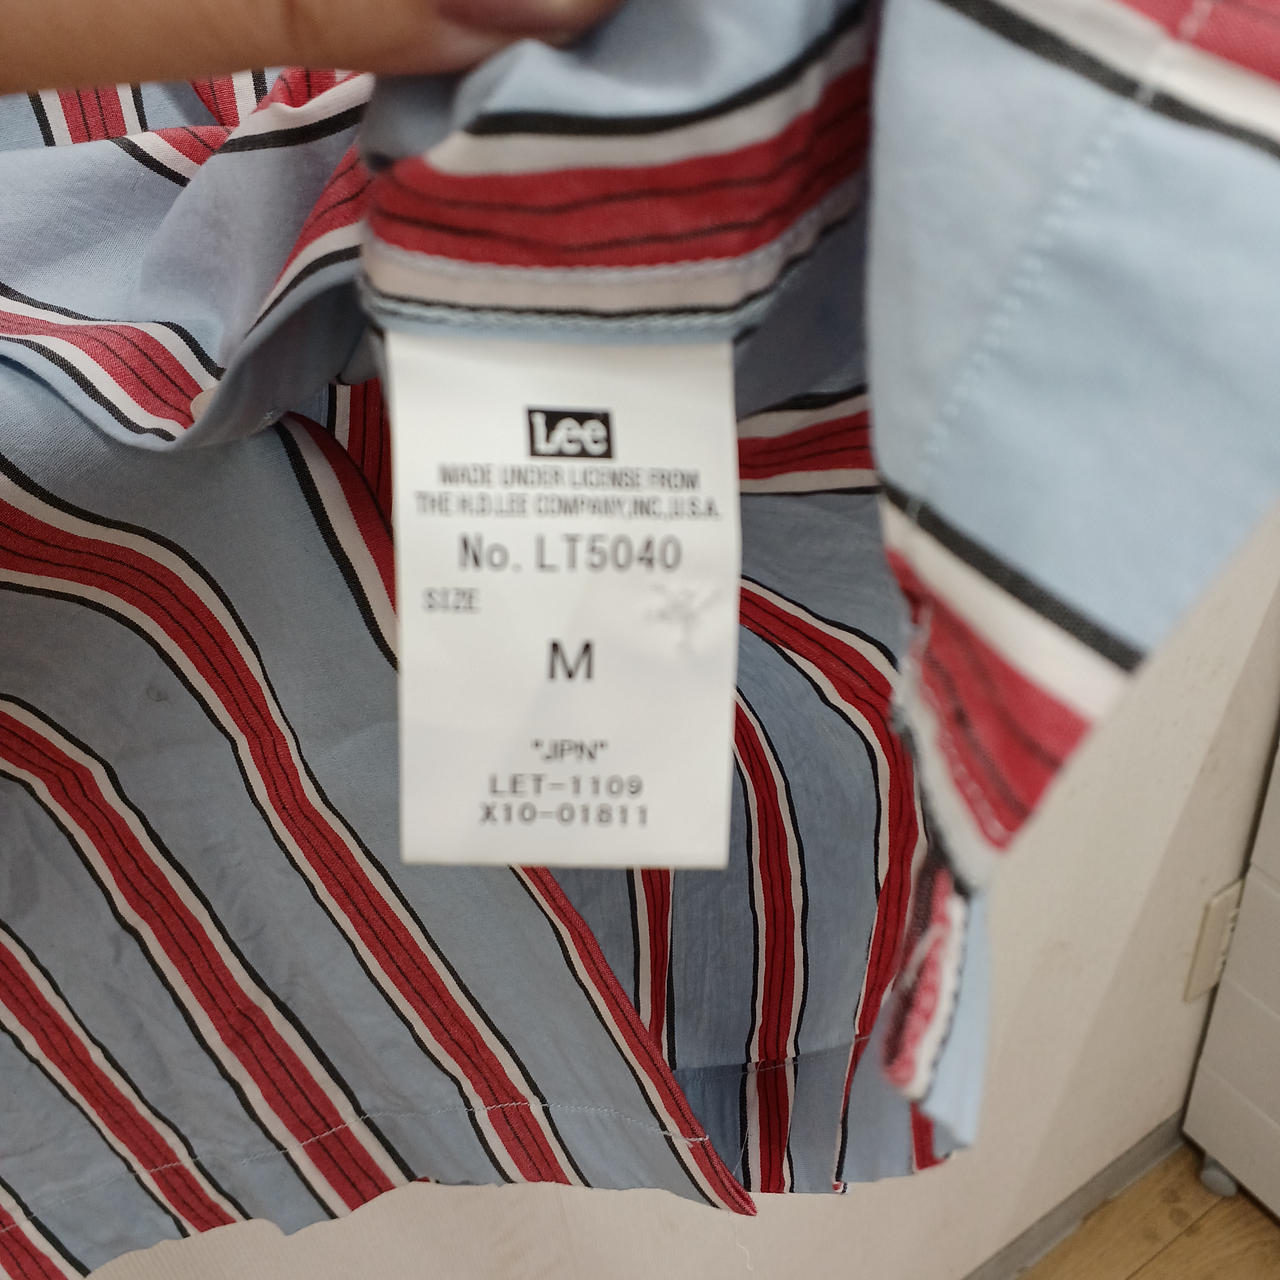 Lee
MADE UNDER LICENSE FROM
THE H.D.LEE COMPANY,INC,U.S.A.
No. LT5040
SIZE
M
"JPN"
LET-1109
X10-01811